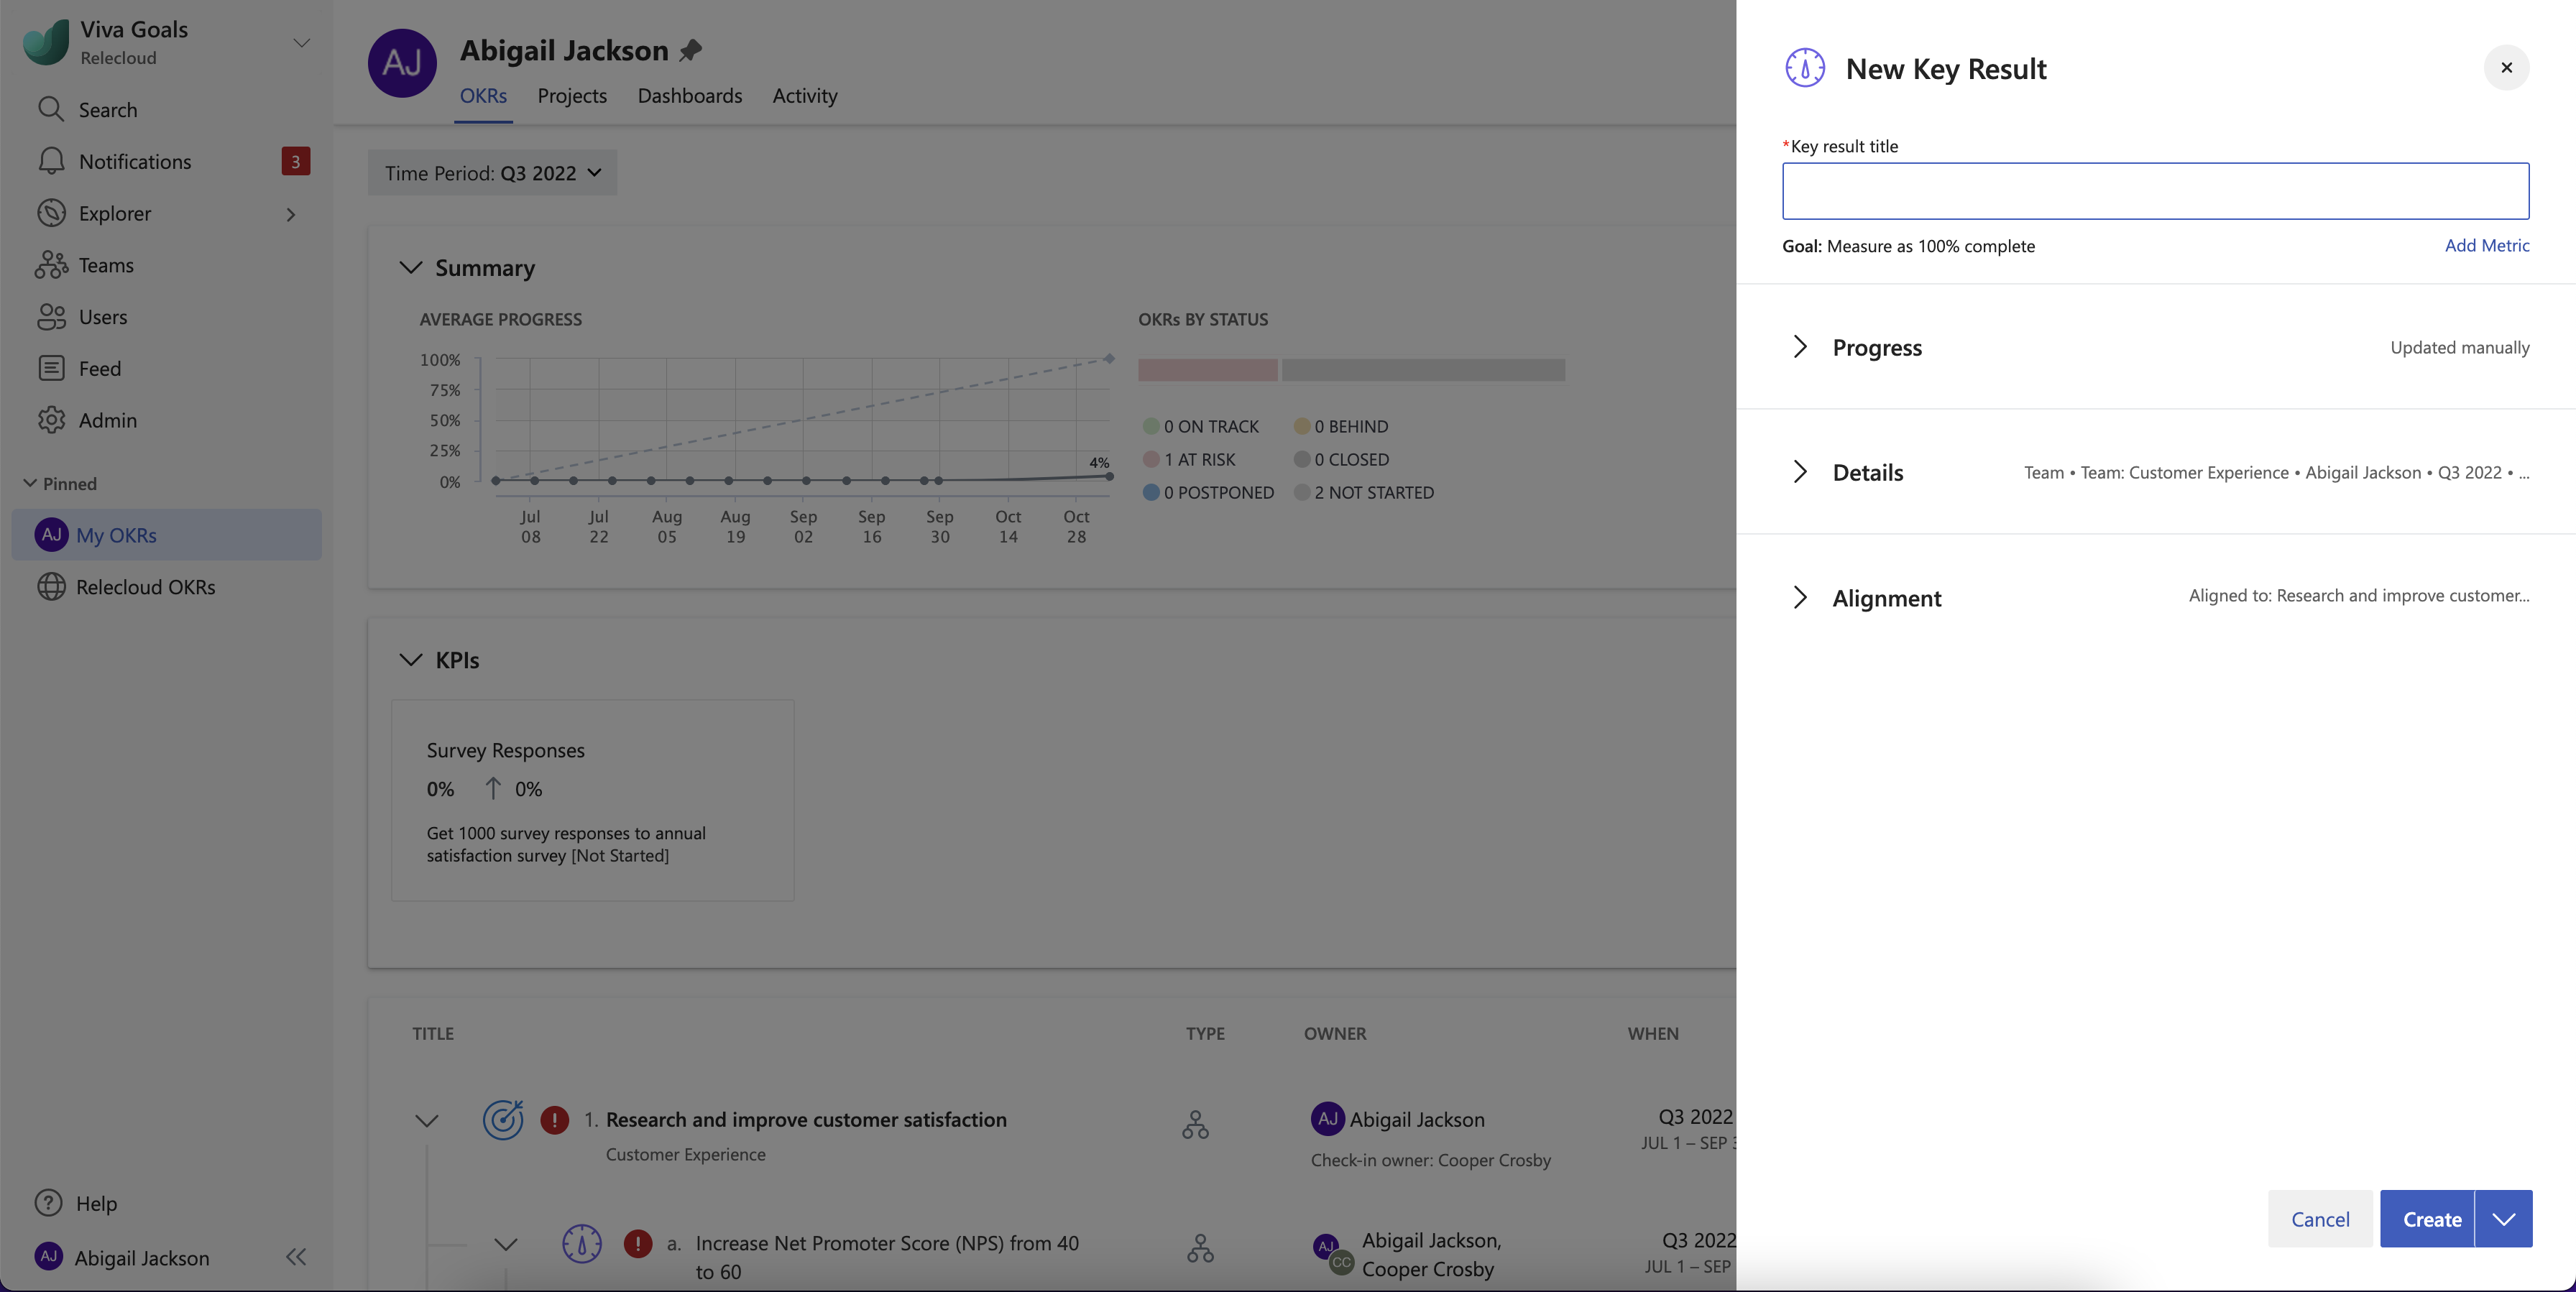 Viva Goals
Relecloud
Search
Notifications
3
Explorer
Teams
Users
Feed
Admin
Pinned
AJ
My OKRs
Relecloud OKRs
Help
AJ
Abigail Jackson
AJ
Abigail Jackson
OKRs Projects Dashboards Activity
Time Period: Q3 2022
Summary
AVERAGE PROGRESS
100%
75%
50%
25%
0%
4%
Jul Jul Aug Aug Sep Sep Sep Oct Oct
08 22 05 19 02 16 30 14 28
OKRs BY STATUS
0 ON TRACK 0 BEHIND
1 AT RISK 0 CLOSED
0 POSTPONED 2 NOT STARTED
KPIs
Survey Responses
0% 0%
Get 1000 survey responses to annual
satisfaction survey [Not Started]
TITLE TYPE OWNER WHEN
1. Research and improve customer satisfaction
Customer Experience
AJ Abigail Jackson
Check-in owner: Cooper Crosby
Q3 2022
JUL 1 – SEP
a. Increase Net Promoter Score (NPS) from 40
to 60
AJ
CC
Abigail Jackson,
Cooper Crosby
Q3 2022
JUL 1 – SEP
New Key Result
*Key result title
Goal: Measure as 100% complete
Add Metric
Progress
Updated manually
Details
Team • Team: Customer Experience • Abigail Jackson • Q3 2022 • ...
Alignment
Aligned to: Research and improve customer...
Cancel
Create